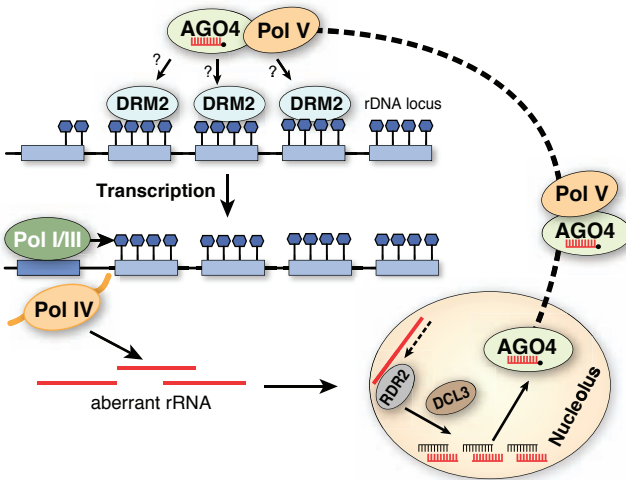 AGO4
Pol V
?
?
?
DRM2
DRM2
DRM2
rDNA locus
Transcription
Pol I/III
Pol IV
aberrant rRNA
Pol V
AGO4
AGO4
RDR2
DCL3
Nucleolus